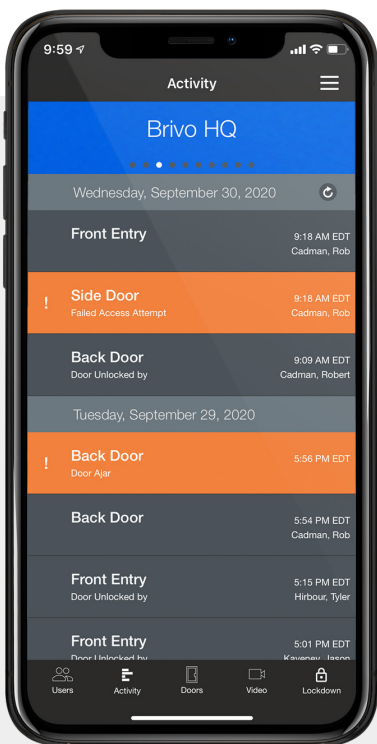 9:59
Activity
Brivo HQ
Wednesday, September 30, 2020
Front Entry
9:18 AM EDT
Cadman, Rob
!
Side Door
9:18 AM EDT
Failed Access Attempt
Cadman, Rob
Back Door
9:09 AM EDT
Door Unlocked by
Cadman, Robert
Tuesday, September 29, 2020
!
Back Door
5:56 PM EDT
Door Ajar
Back Door
5:54 PM EDT
Cadman, Rob
Front Entry
5:15 PM EDT
Door Unlocked by
Hirbour, Tyler
Front Entry
5:01 PM EDT
Door Unlocked by
Kaveney, Jason
Users
Activity
Doors
Video
Lockdown